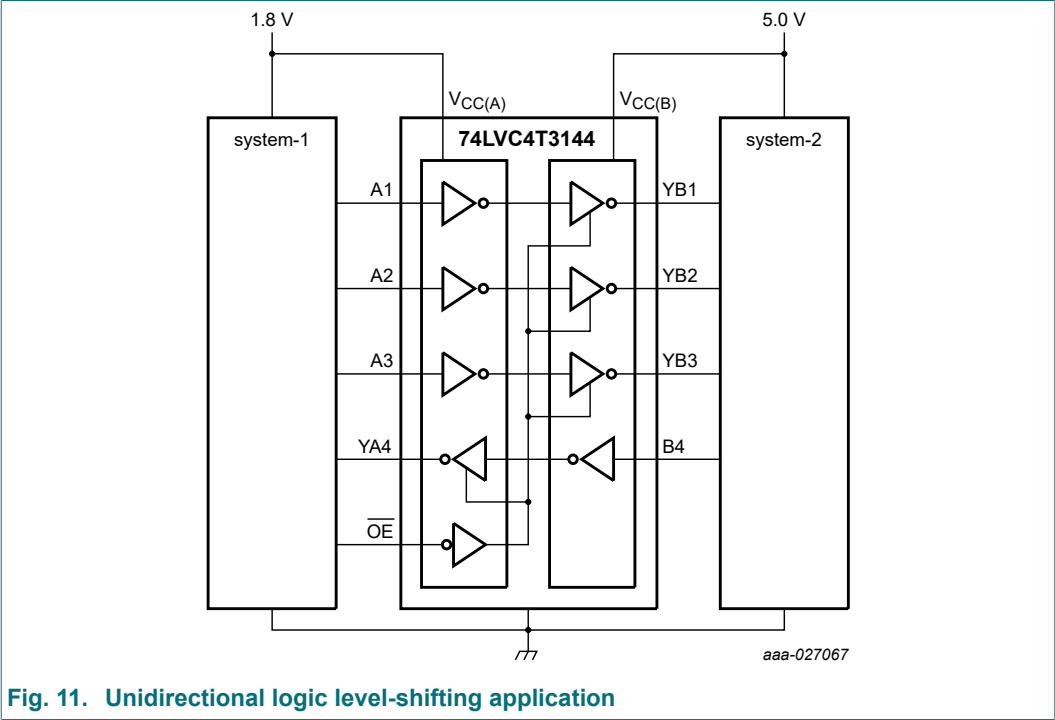 1.8 V
5.0 V
VCC(A)
VCC(B)
system-1
74LVC4T3144
system-2
A1
YB1
A2
YB2
A3
YB3
YA4
B4
O̅E̅
aaa-027067
Fig. 11. Unidirectional logic level-shifting application